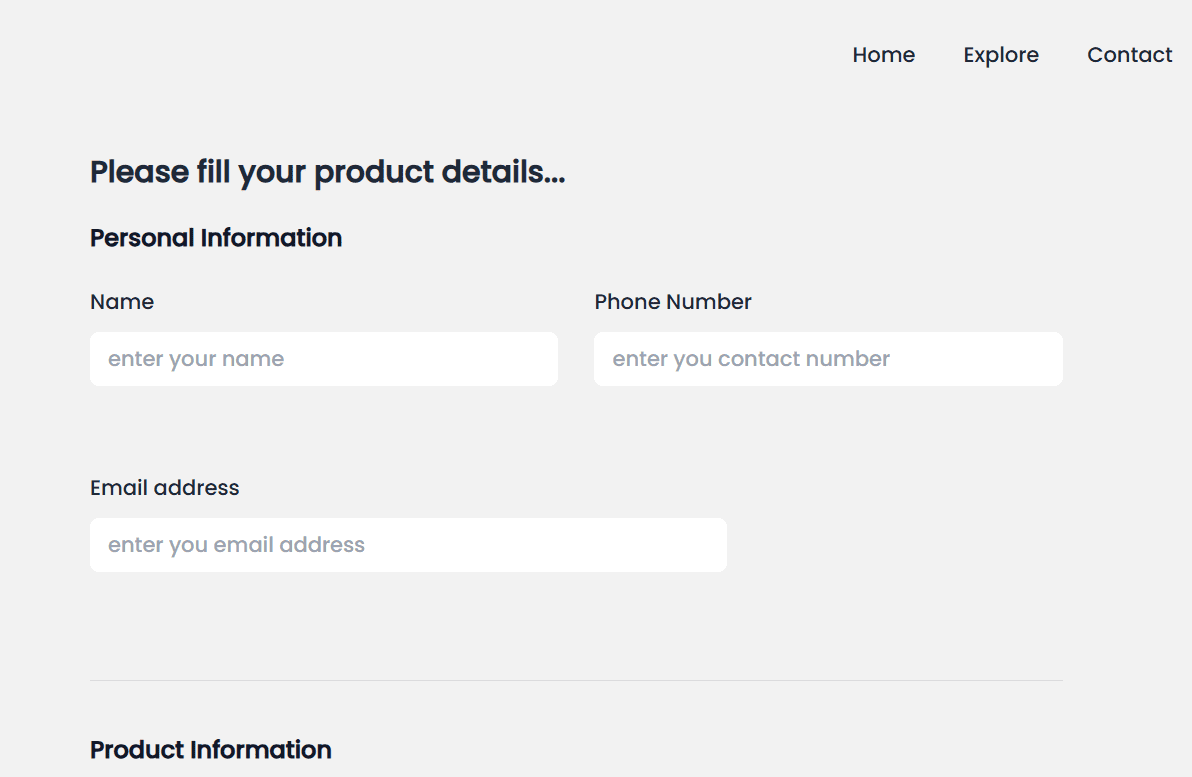 Home Explore Contact
Please fill your product details...
Personal Information
Name Phone Number
enter your name enter you contact number
Email address
enter you email address
Product Information